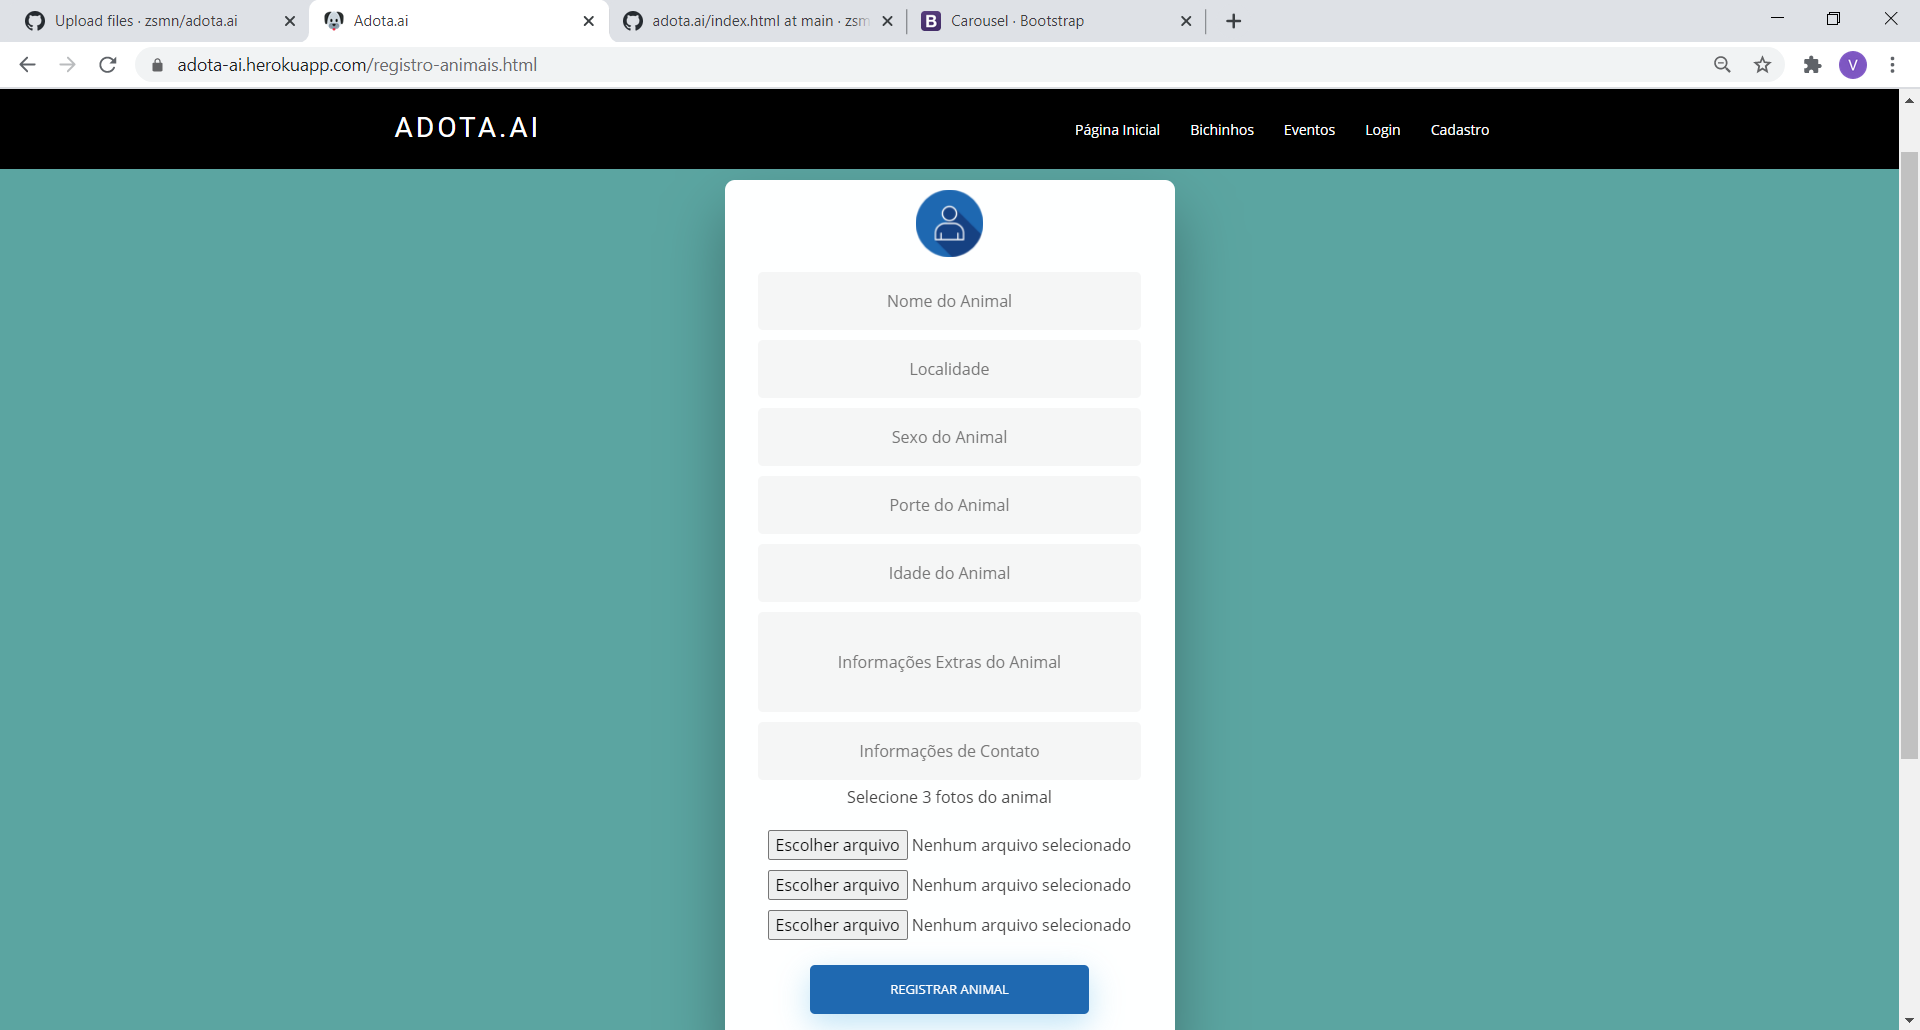 Upload files · zsmn/adota.ai
Adota.ai
adota.ai/index.html at main · zsm
Carousel · Bootstrap
adota-ai.herokuapp.com/registro-animais.html
V
ADOTA.AI
Página Inicial
Bichinhos
Eventos
Login
Cadastro
Nome do Animal
Localidade
Sexo do Animal
Porte do Animal
Idade do Animal
Informações Extras do Animal
Informações de Contato
Selecione 3 fotos do animal
Escolher arquivo Nenhum arquivo selecionado
Escolher arquivo Nenhum arquivo selecionado
Escolher arquivo Nenhum arquivo selecionado
REGISTRAR ANIMAL